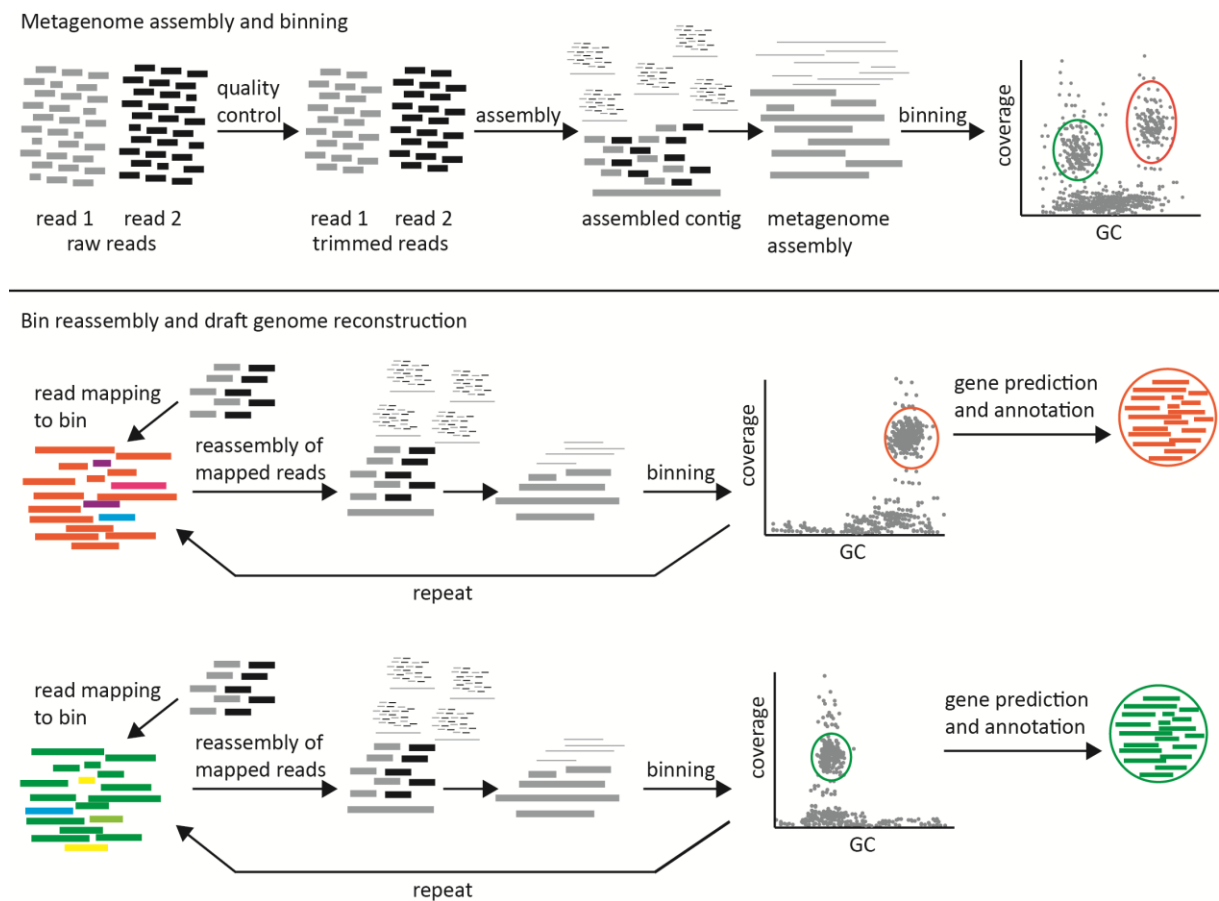 Metagenome assembly and binning
quality
control
assembly
binning
coverage
GC
read 1
read 2
raw reads
read 1
read 2
trimmed reads
assembled contig
metagenome
assembly
Bin reassembly and draft genome reconstruction
read mapping
to bin
reassembly of
mapped reads
binning
coverage
GC
gene prediction
and annotation
repeat
read mapping
to bin
reassembly of
mapped reads
binning
coverage
GC
gene prediction
and annotation
repeat